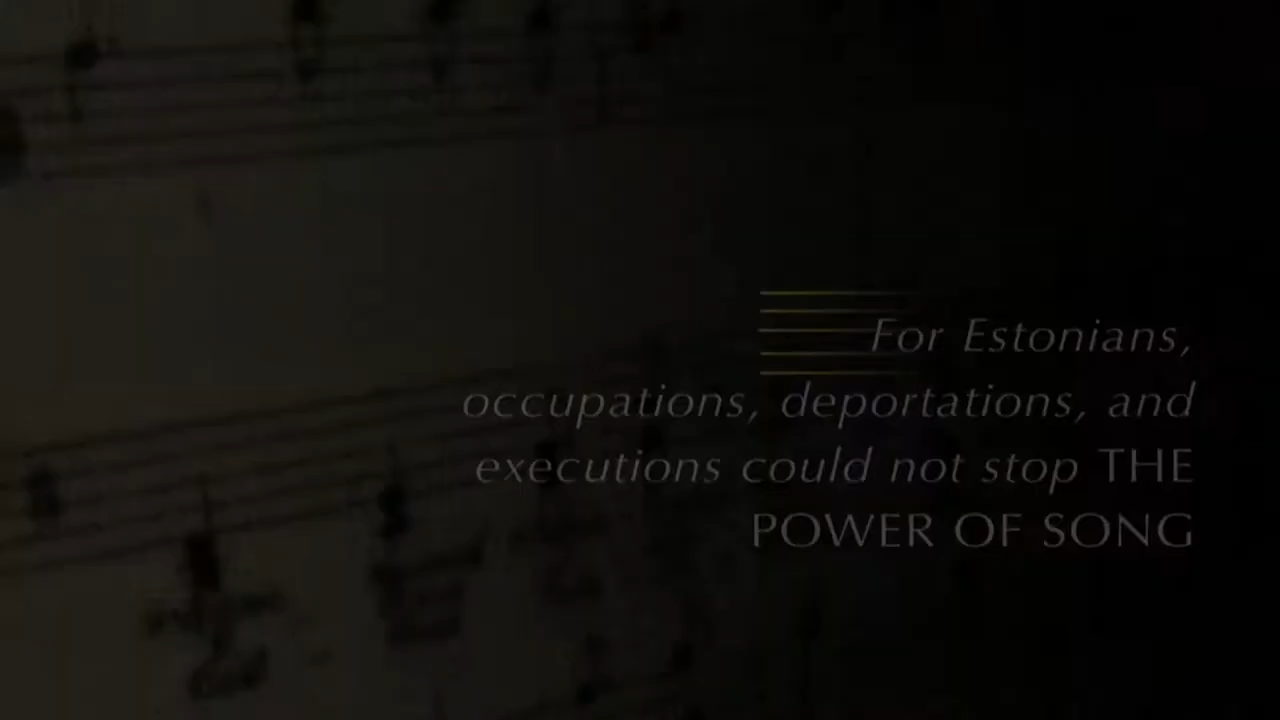 For Estonians,
occupations, deportations, and
executions could not stop THE
POWER OF SONG